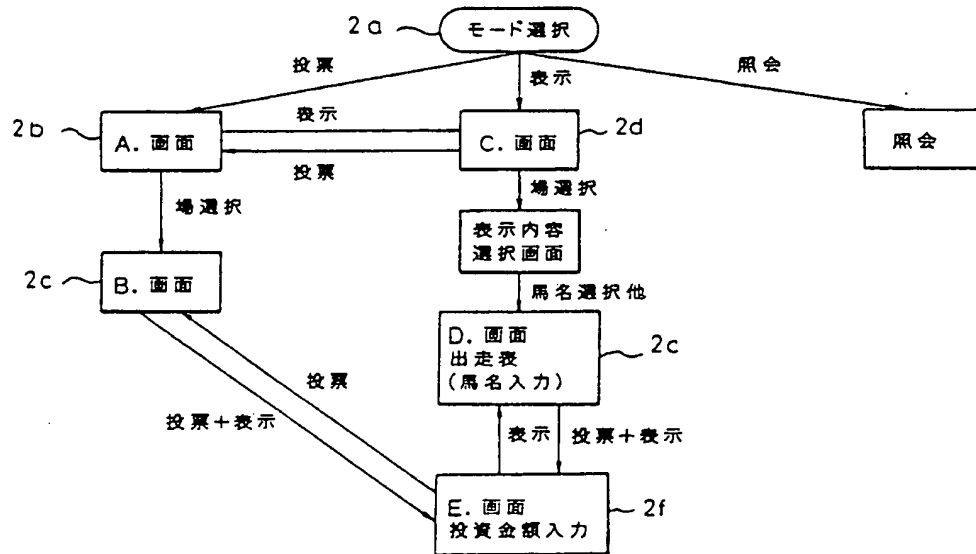 2a
モード選択
投票
表示
照会
2b
A. 画面
表示
投票
C. 画面
2d
照会
場選択
場選択
表示内容
選択画面
2c
B. 画面
馬名選択他
D. 画面
出走表
(馬名入力)
2c
投票
投票+表示
表示
投票+表示
E. 画面
投資金額入力
2f